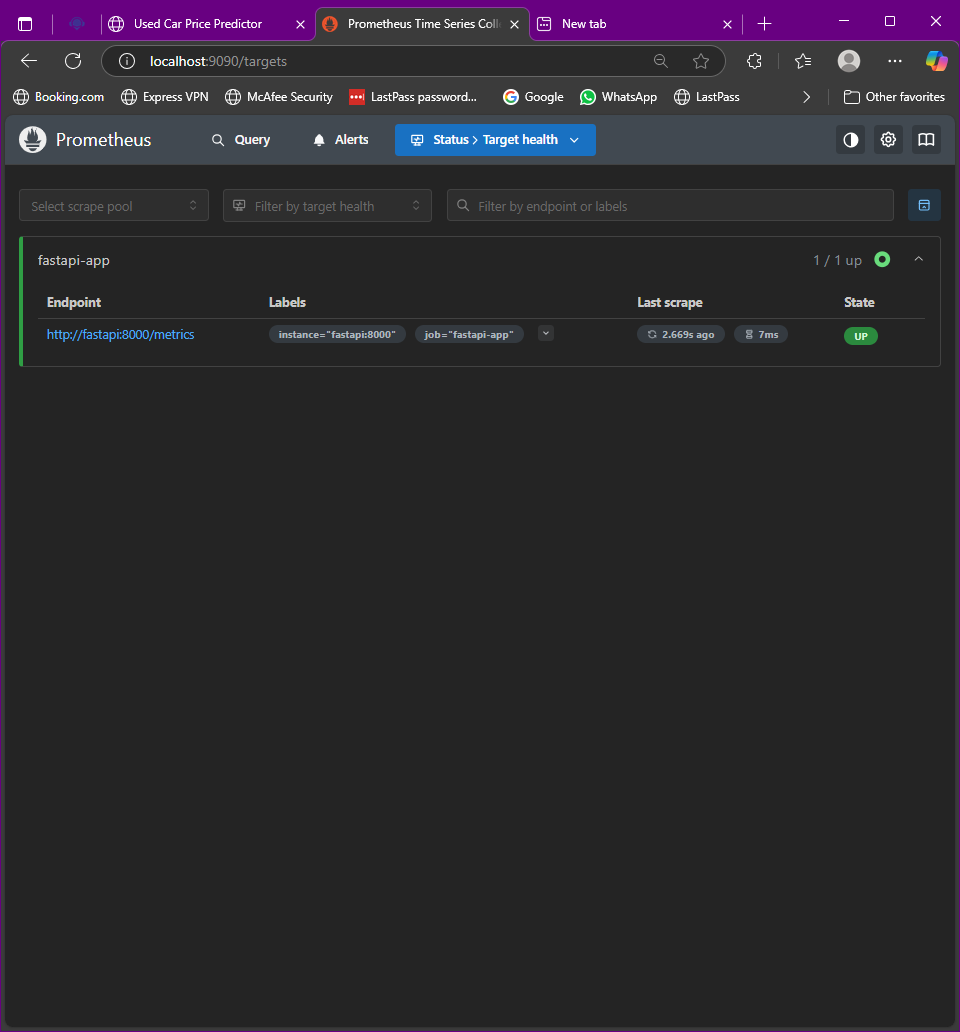 Used Car Price Predictor
Prometheus Time Series Coll
New tab
localhost:9090/targets
Booking.com
Express VPN
McAfee Security
LastPass password...
Google
WhatsApp
LastPass
Other favorites
Prometheus
Query
Alerts
Status > Target health
Select scrape pool
Filter by target health
Filter by endpoint or labels
fastapi-app
1 / 1 up
Endpoint Labels Last scrape State
http://fastapi:8000/metrics instance="fastapi:8000" job="fastapi-app" 2.669s ago 7ms UP